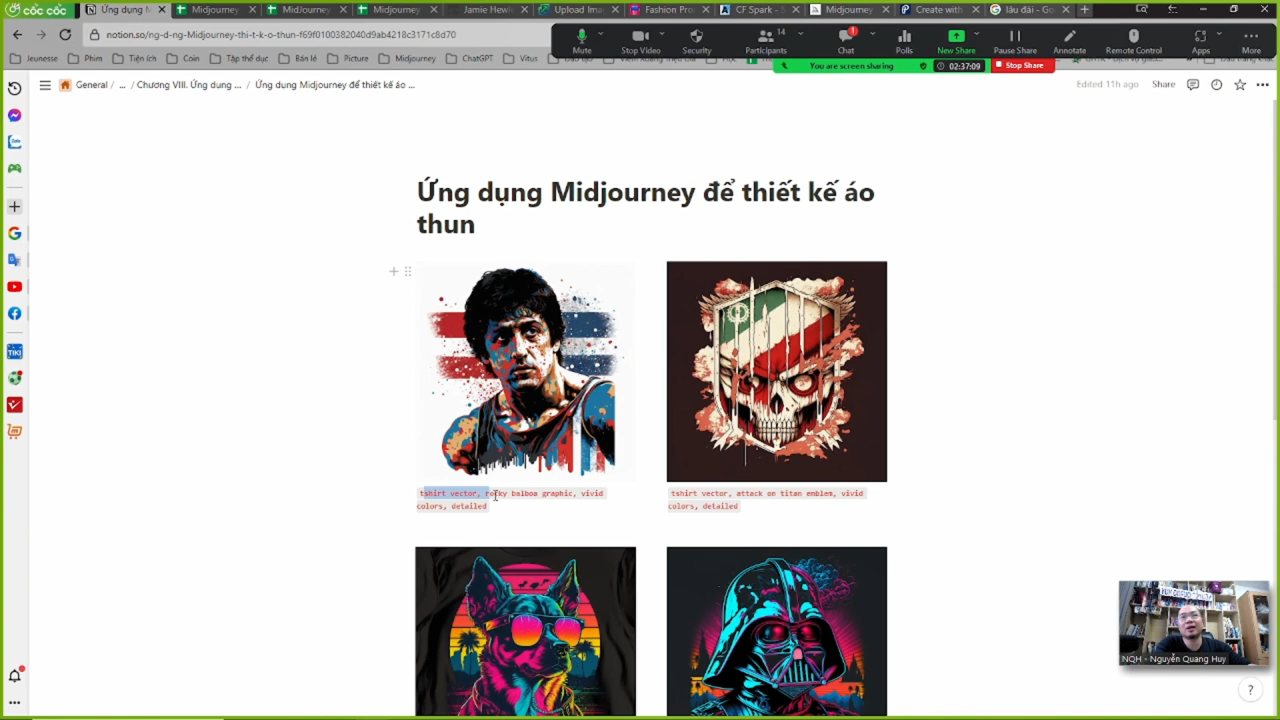 CỐC CỐC
Ứng dụng M
Midjourney
MidJourney
Midjourney
Jamie Hewle
Upload Ima
Fashion Pro
CF Spark - S
Midjourney
Create with
lâu đài - Go
notion.so/ng-d-ng-Midjourney-thi-t-k-o-thun-f69f0100382040d9ab4218c3171c8d70
Mute
Stop Video
Security
Participants
14
Chat
1
Polls
New Share
Pause Share
Annotate
Remote Control
Apps
More
You are screen sharing
02:37:09
Stop Share
Jeunesse
Phim
Tiện ích
Coin
Tập thể dục
Bán lẻ
Picture
Midjourney
ChatGPT
Vitus
General / ... / Chương VIII. Ứng dụng ... / Ứng dụng Midjourney để thiết kế áo ...
Edited 11h ago
Share
Zalo
TIKI
Ứng dụng Midjourney để thiết kế áo
thun
tshirt vector, rocky balboa graphic, vivid
colors, detailed
tshirt vector, attack on titan emblem, vivid
colors, detailed
NQH - Nguyễn Quang Huy
?